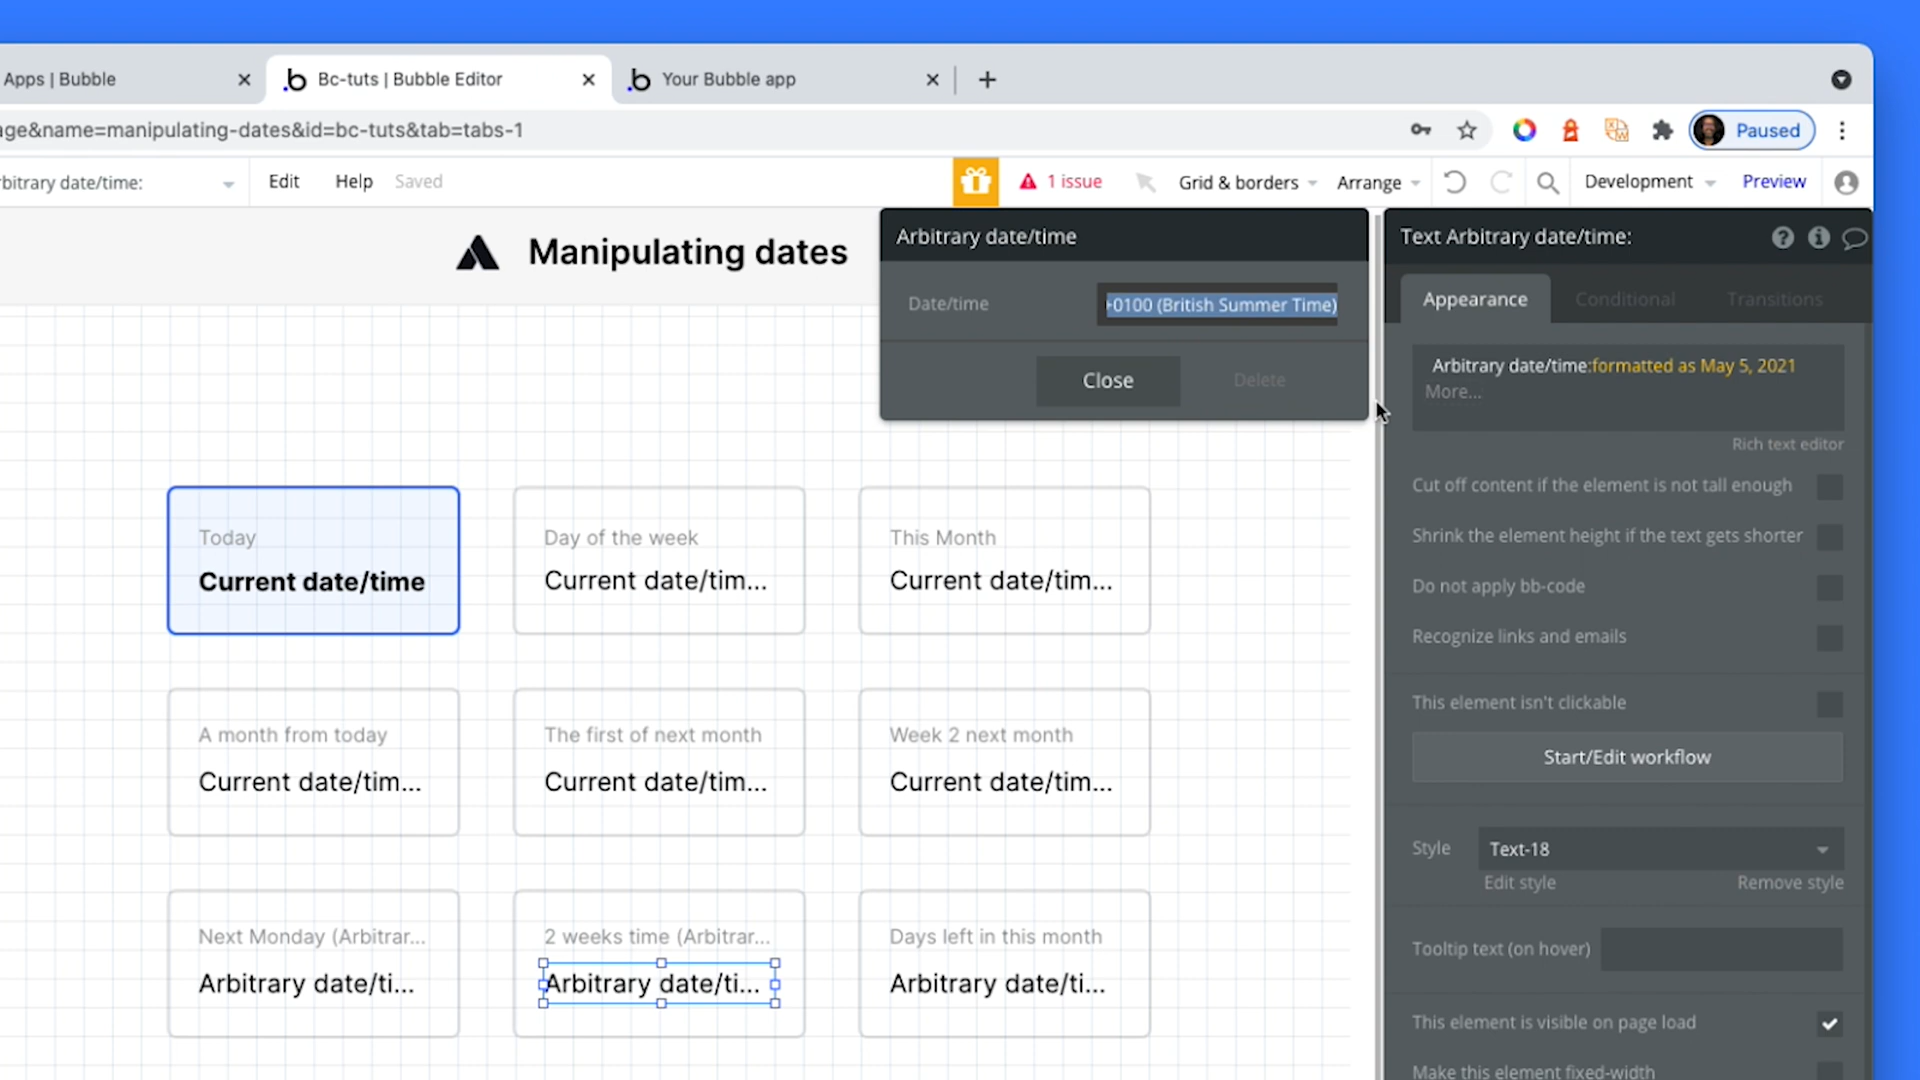 Apps | Bubble
Bc-tuts | Bubble Editor
Your Bubble app
age&name=manipulating-dates&id=bc-tuts&tab=tabs-1
Paused
rbitrary date/time:
Edit
Help
Saved
1 issue
Grid & borders
Arrange
Development
Preview
Manipulating dates
Arbitrary date/time
Date/time
+0100 (British Summer Time)
Close
Delete
Text Arbitrary date/time:
Appearance
Conditional
Transitions
Arbitrary date/time:formatted as May 5, 2021
More...
Rich text editor
Cut off content if the element is not tall enough
Shrink the element height if the text gets shorter
Do not apply bb-code
Recognize links and emails
This element isn't clickable
Start/Edit workflow
Style
Text-18
Edit style
Remove style
Tooltip text (on hover)
This element is visible on page load
Make this element fixed-width
Today
Current date/time
Day of the week
Current date/tim...
This Month
Current date/tim...
A month from today
Current date/tim...
The first of next month
Current date/tim...
Week 2 next month
Current date/tim...
Next Monday (Arbitrar...
Arbitrary date/ti...
2 weeks time (Arbitrar...
Arbitrary date/ti...
Days left in this month
Arbitrary date/ti...